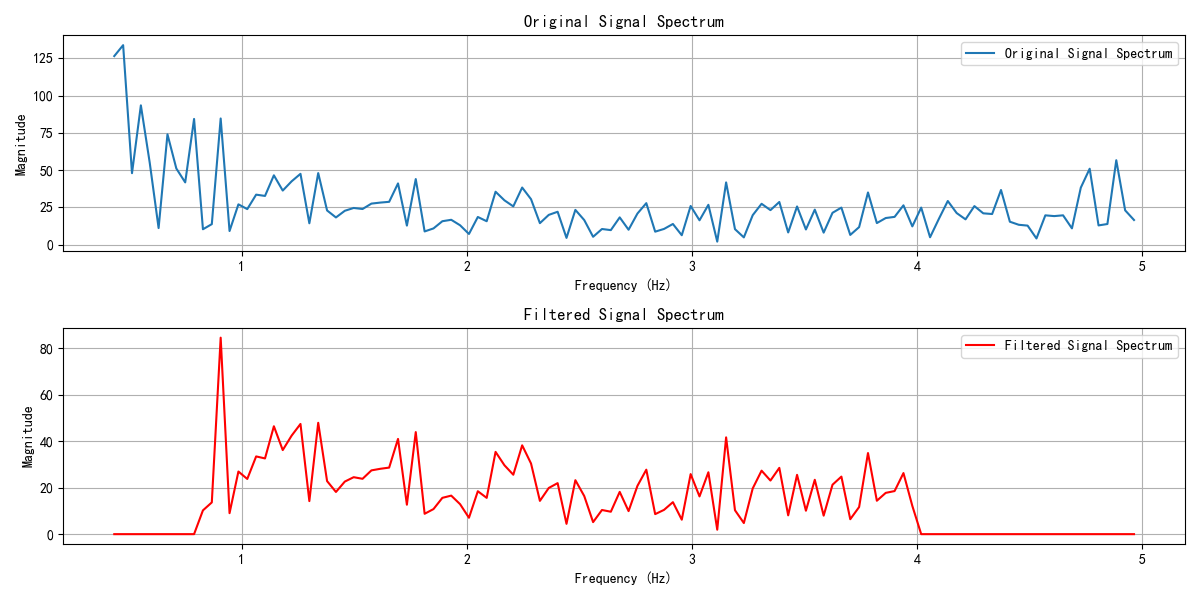 Original Signal Spectrum
Original Signal Spectrum
125
100
75
50
25
0
Magnitude
1 2 3 4 5
Frequency (Hz)
Filtered Signal Spectrum
Filtered Signal Spectrum
80
60
40
20
0
Magnitude
1 2 3 4 5
Frequency (Hz)